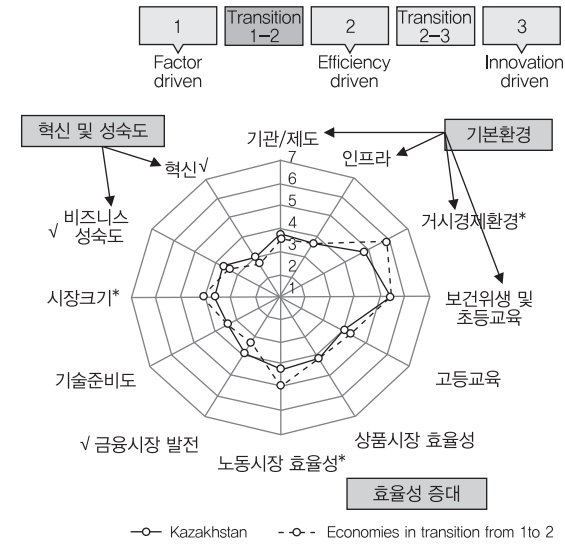 1
Transition
1–2
2
Transition
2–3
3
Factor
driven
Efficiency
driven
Innovation
driven
혁신 및 성숙도
기본환경
기관/제도
인프라
혁신√
거시경제환경*
√ 비즈니스
성숙도
시장크기*
보건위생 및
초등교육
기술준비도
고등교육
√ 금융시장 발전
상품시장 효율성
노동시장 효율성*
7
6
5
4
3
2
1
효율성 증대
Kazakhstan
Economies in transition from 1to 2